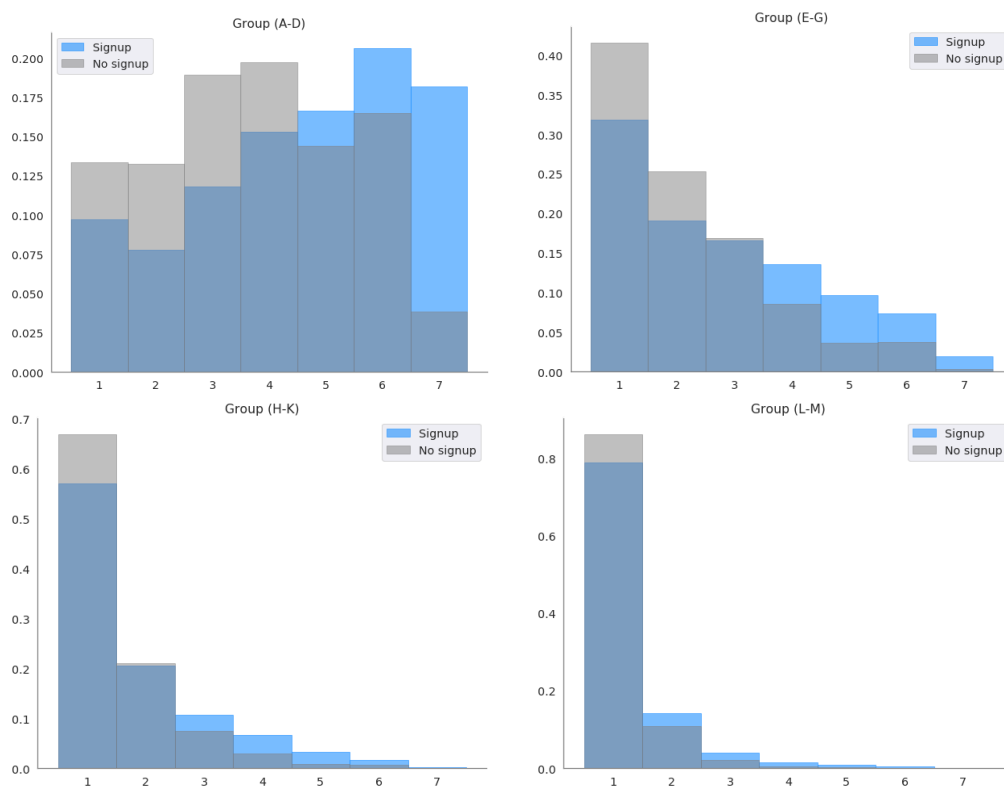 Group (A-D)
Signup
No signup
0.200
0.175
0.150
0.125
0.100
0.075
0.050
0.025
0.000
1 2 3 4 5 6 7
Group (E-G)
Signup
No signup
0.40
0.35
0.30
0.25
0.20
0.15
0.10
0.05
0.00
1 2 3 4 5 6 7
Group (H-K)
Signup
No signup
0.7
0.6
0.5
0.4
0.3
0.2
0.1
0.0
1 2 3 4 5 6 7
Group (L-M)
Signup
No signup
0.8
0.6
0.4
0.2
0.0
1 2 3 4 5 6 7